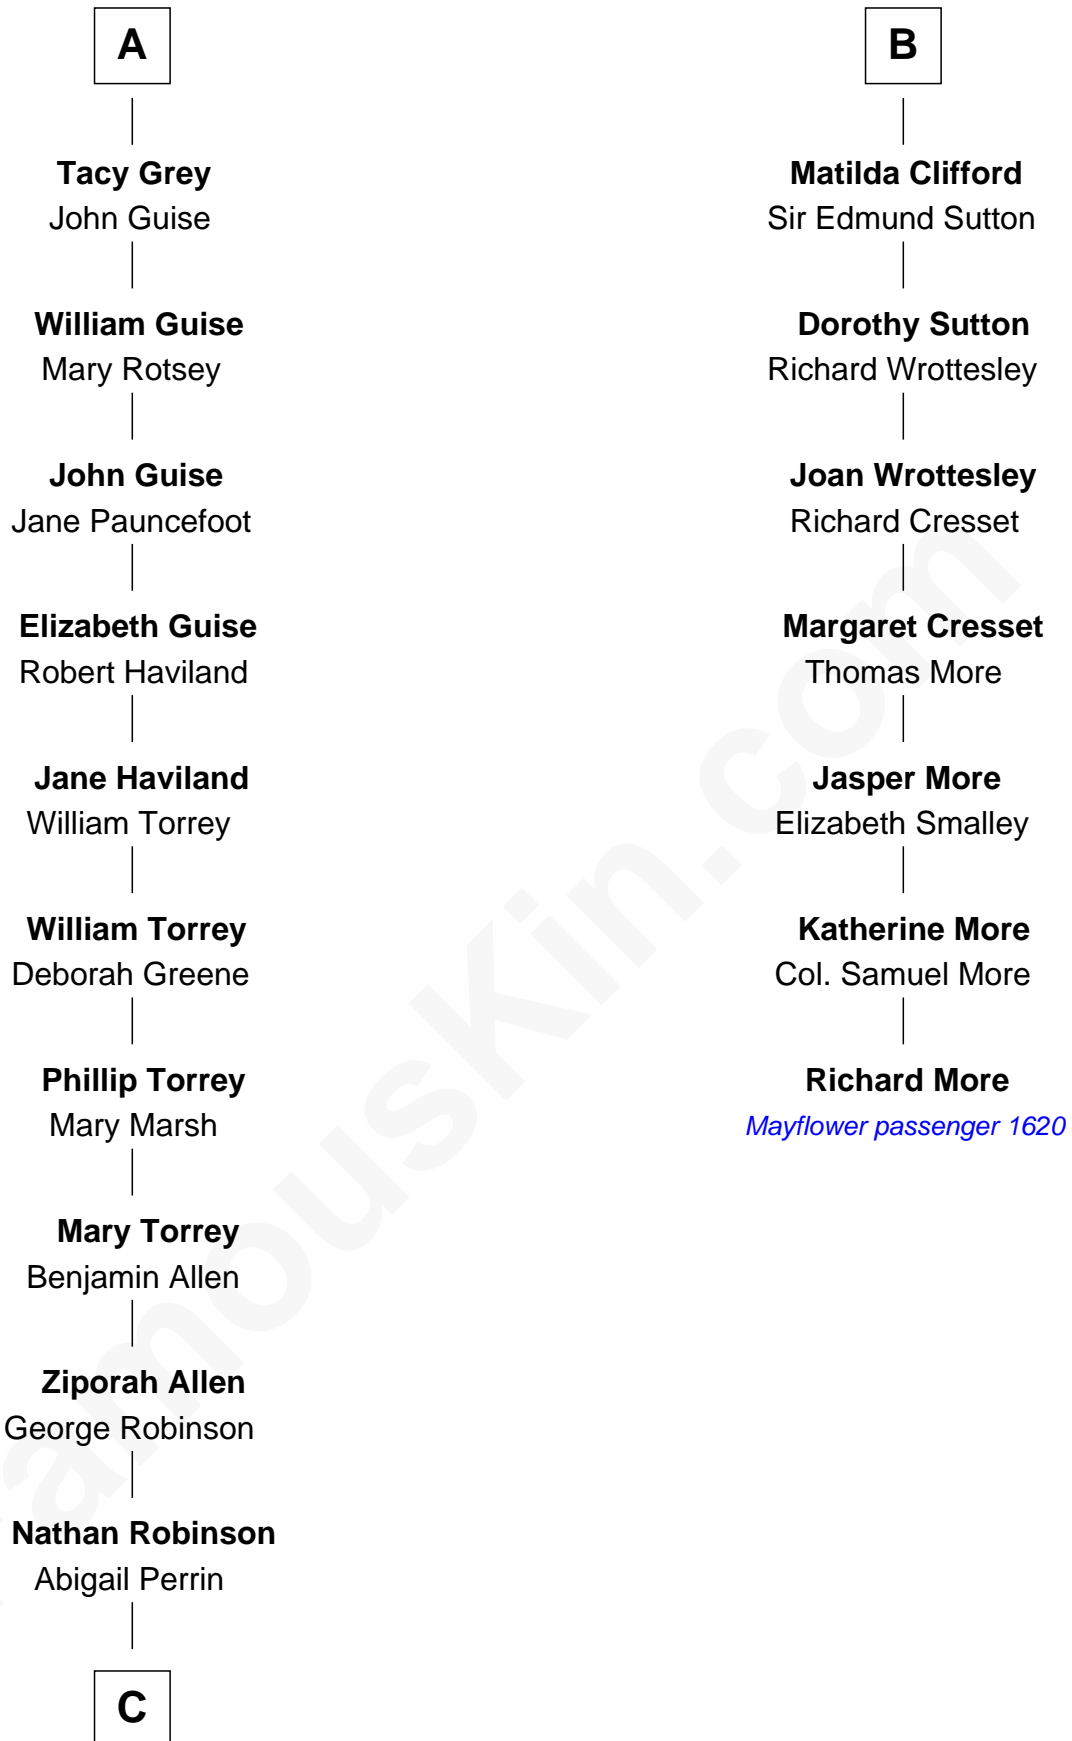 A
Tacy Grey
John Guise
William Guise
Mary Rotsey
John Guise
Jane Pauncefoot
Elizabeth Guise
Robert Haviland
Jane Haviland
William Torrey
William Torrey
Deborah Greene
Phillip Torrey
Mary Marsh
Mary Torrey
Benjamin Allen
Ziporah Allen
George Robinson
Nathan Robinson
Abigail Perrin
C
B
Matilda Clifford
Sir Edmund Sutton
Dorothy Sutton
Richard Wrottesley
Joan Wrottesley
Richard Cresset
Margaret Cresset
Thomas More
Jasper More
Elizabeth Smalley
Katherine More
Col. Samuel More
Richard More
Mayflower passenger 1620
famouskin.com